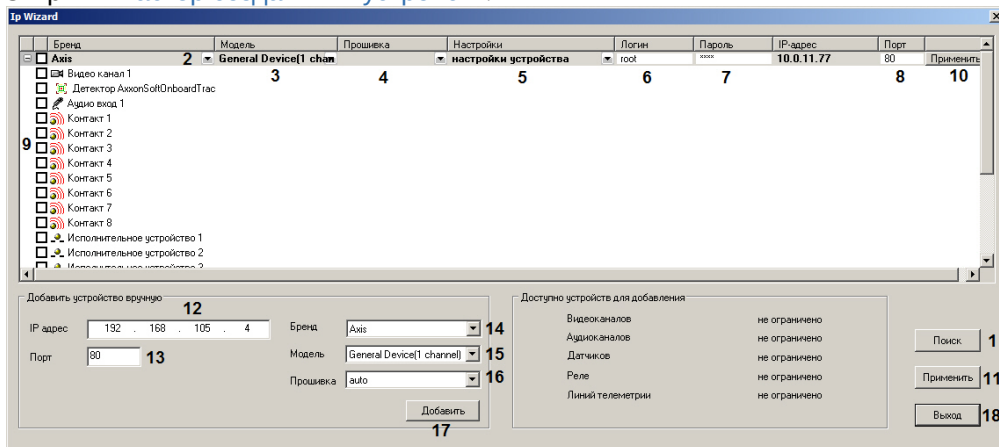 Ip Wizard
Бренд Модель Прошивка Настройки Логин Пароль IP-адрес Порт
Axis 2 General Device(1 chan настройки устройства root **** 10.0.11.77 80 Применить
Видео канал 1 3 4 5 6 7 8 10
Детектор AxxonSoftOnboardTrac
Аудио вход 1
Контакт 1
Контакт 2
9 Контакт 3
Контакт 4
Контакт 5
Контакт 6
Контакт 7
Контакт 8
Исполнительное устройство 1
Исполнительное устройство 2
Добавить устройство вручную
12
IP адрес 192 . 168 . 105 . 4
Порт 80 13
Бренд Axis 14
Модель General Device(1 channel) 15
Прошивка auto 16
Добавить
17
Доступно устройств для добавления
Видеоканалов не ограничено
Аудиоканалов не ограничено
Датчиков не ограничено
Реле не ограничено
Линий телеметрии не ограничено
Поиск 1
Применить 11
Выход 18